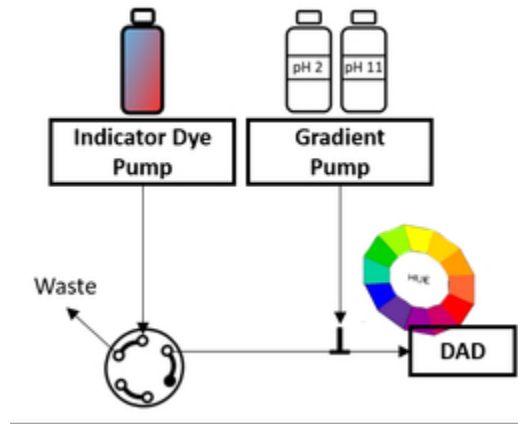 pH 2
pH 11
Indicator Dye
Pump
Gradient
Pump
Waste
HUE
DAD